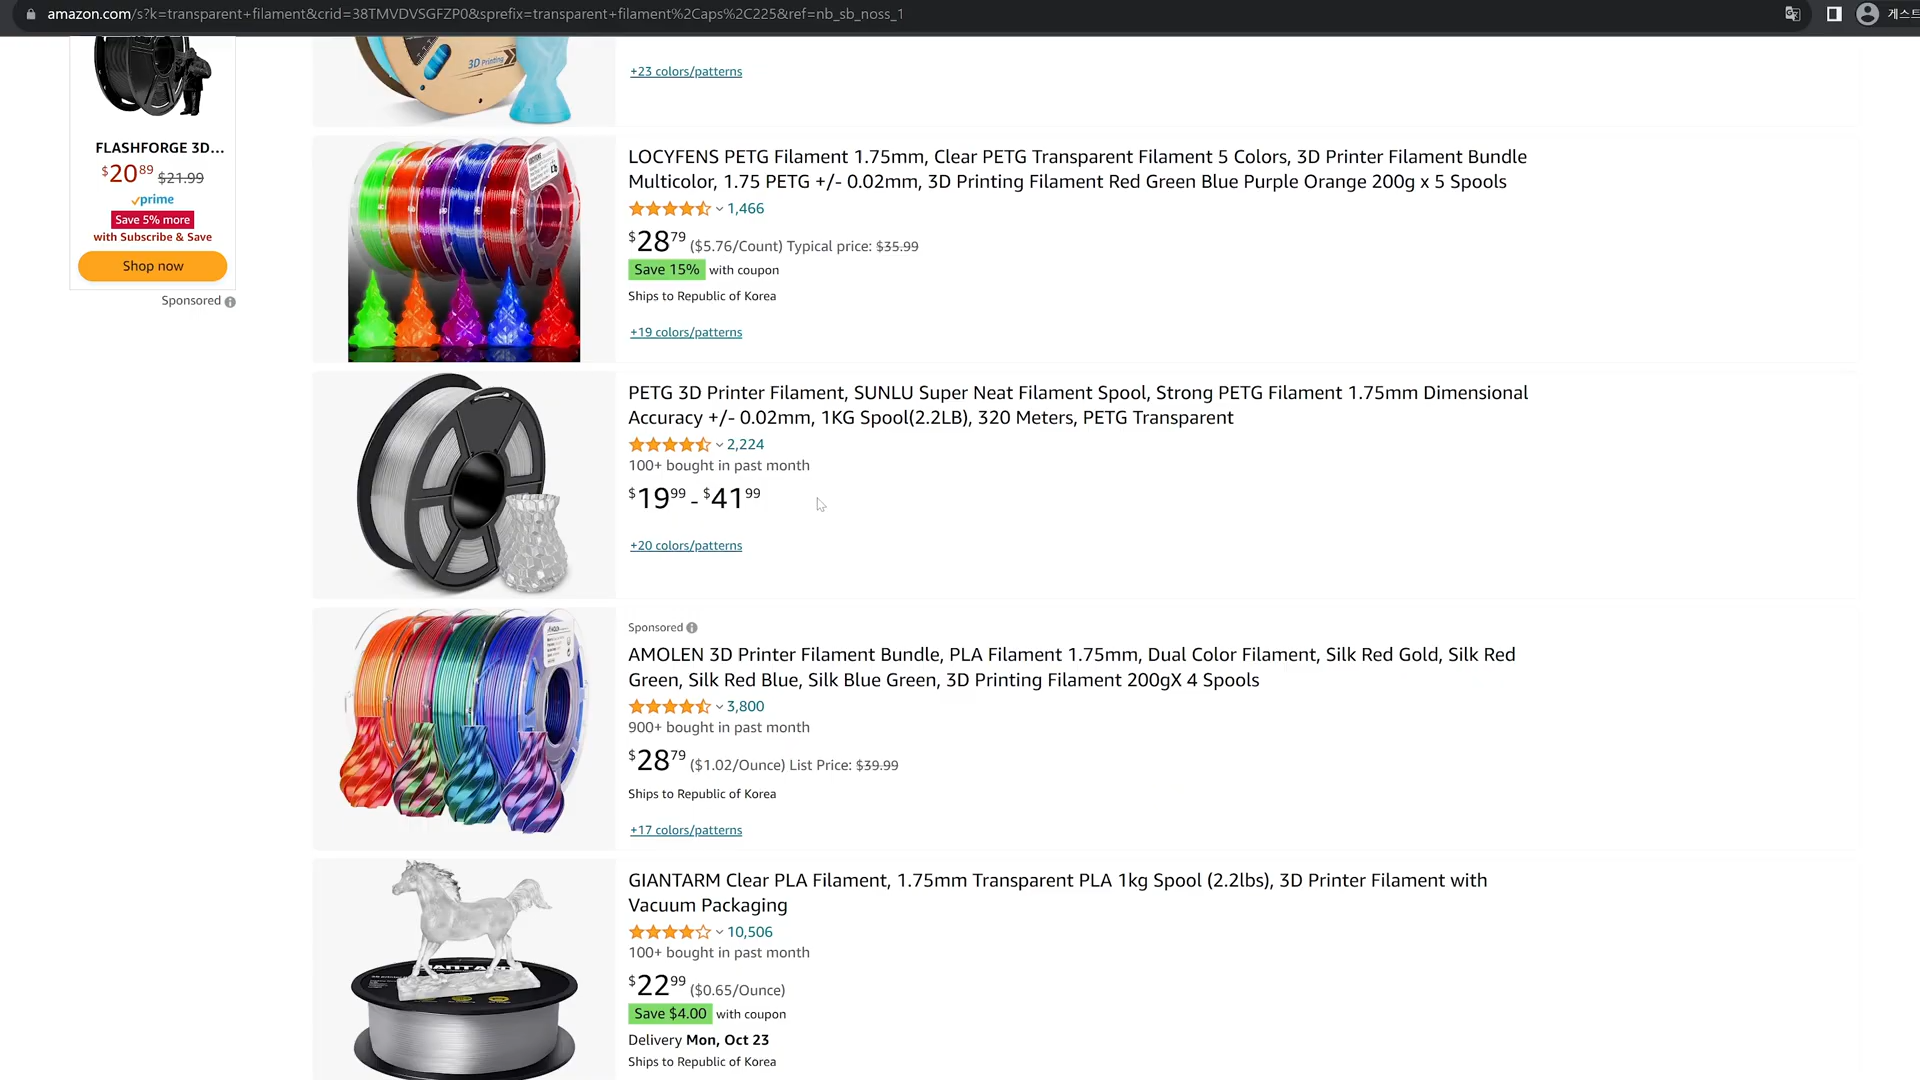 amazon.com/s?k=transparent+filament&crid=38TMVDVSGFZP0&sprefix=transparent+filament%2Caps%2C225&ref=nb_sb_noss_1
게스트
FLASHFORGE 3D...
$20 89 $21.99
prime
Save 5% more
with Subscribe & Save
Shop now
Sponsored
3D Printing
+23 colors/patterns
LOCYFENS PETG Filament 1.75mm, Clear PETG Transparent Filament 5 Colors, 3D Printer Filament Bundle
Multicolor, 1.75 PETG +/- 0.02mm, 3D Printing Filament Red Green Blue Purple Orange 200g x 5 Spools
1,466
$28 79 ($5.76/Count) Typical price: $35.99
Save 15% with coupon
Ships to Republic of Korea
+19 colors/patterns
PETG 3D Printer Filament, SUNLU Super Neat Filament Spool, Strong PETG Filament 1.75mm Dimensional
Accuracy +/- 0.02mm, 1KG Spool(2.2LB), 320 Meters, PETG Transparent
2,224
100+ bought in past month
$19 99 - $41 99
+20 colors/patterns
Sponsored
AMOLEN 3D Printer Filament Bundle, PLA Filament 1.75mm, Dual Color Filament, Silk Red Gold, Silk Red
Green, Silk Red Blue, Silk Blue Green, 3D Printing Filament 200gX 4 Spools
3,800
900+ bought in past month
$28 79 ($1.02/Ounce) List Price: $39.99
Ships to Republic of Korea
+17 colors/patterns
GIANTARM Clear PLA Filament, 1.75mm Transparent PLA 1kg Spool (2.2lbs), 3D Printer Filament with
Vacuum Packaging
10,506
100+ bought in past month
$22 99 ($0.65/Ounce)
Save $4.00 with coupon
Delivery Mon, Oct 23
Ships to Republic of Korea